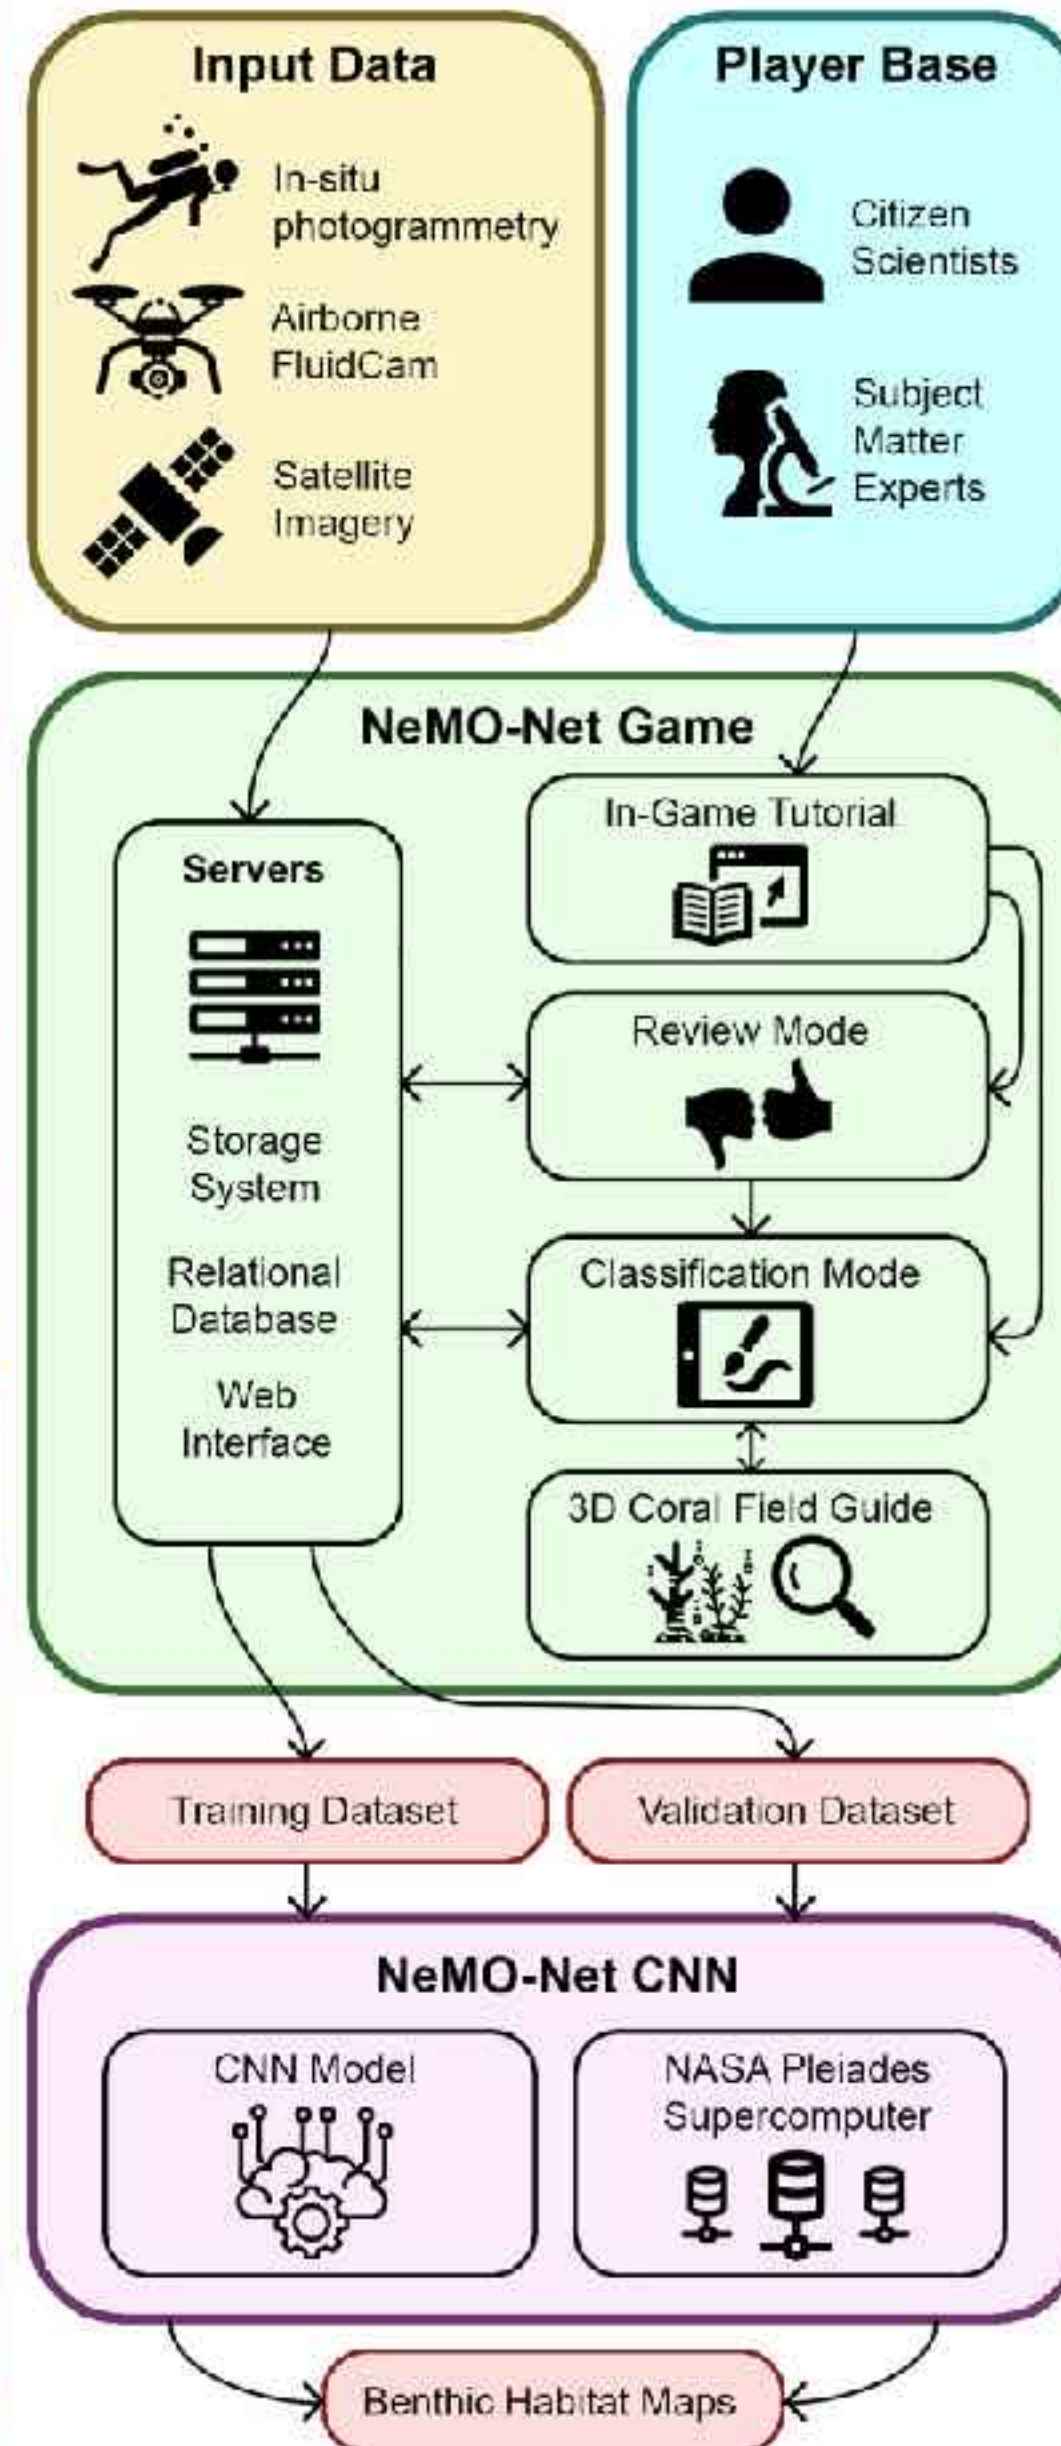 Input Data
In-situ
photogrammetry
Airborne
FluidCam
Satellite
Imagery
Player Base
Citizen
Scientists
Subject
Matter
Experts
NeMO-Net Game
Servers
Storage
System
Relational
Database
Web
Interface
In-Game Tutorial
Review Mode
Classification Mode
3D Coral Field Guide
Training Dataset
Validation Dataset
NeMO-Net CNN
CNN Model
NASA Pleiades
Supercomputer
Benthic Habitat Maps